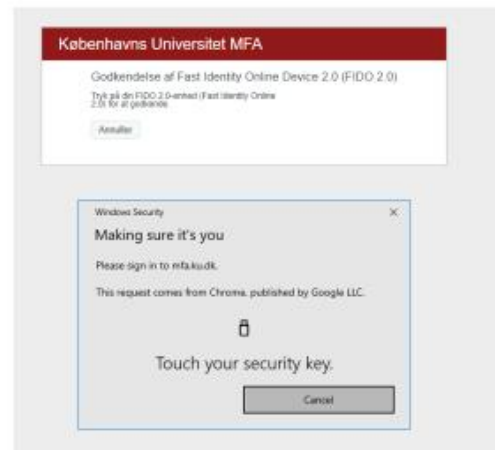 Københavns Universitet MFA
Godkendelse af Fast Identity Online Device 2.0 (FIDO 2.0)
Tryk på din FIDO 2.0-enhed (Fast Identity Online
2.0) for at godkende
Annuller
Windows Security
Making sure it's you
Please sign in to mfa.ku.dk.
This request comes from Chrome, published by Google LLC.
Touch your security key.
Cancel